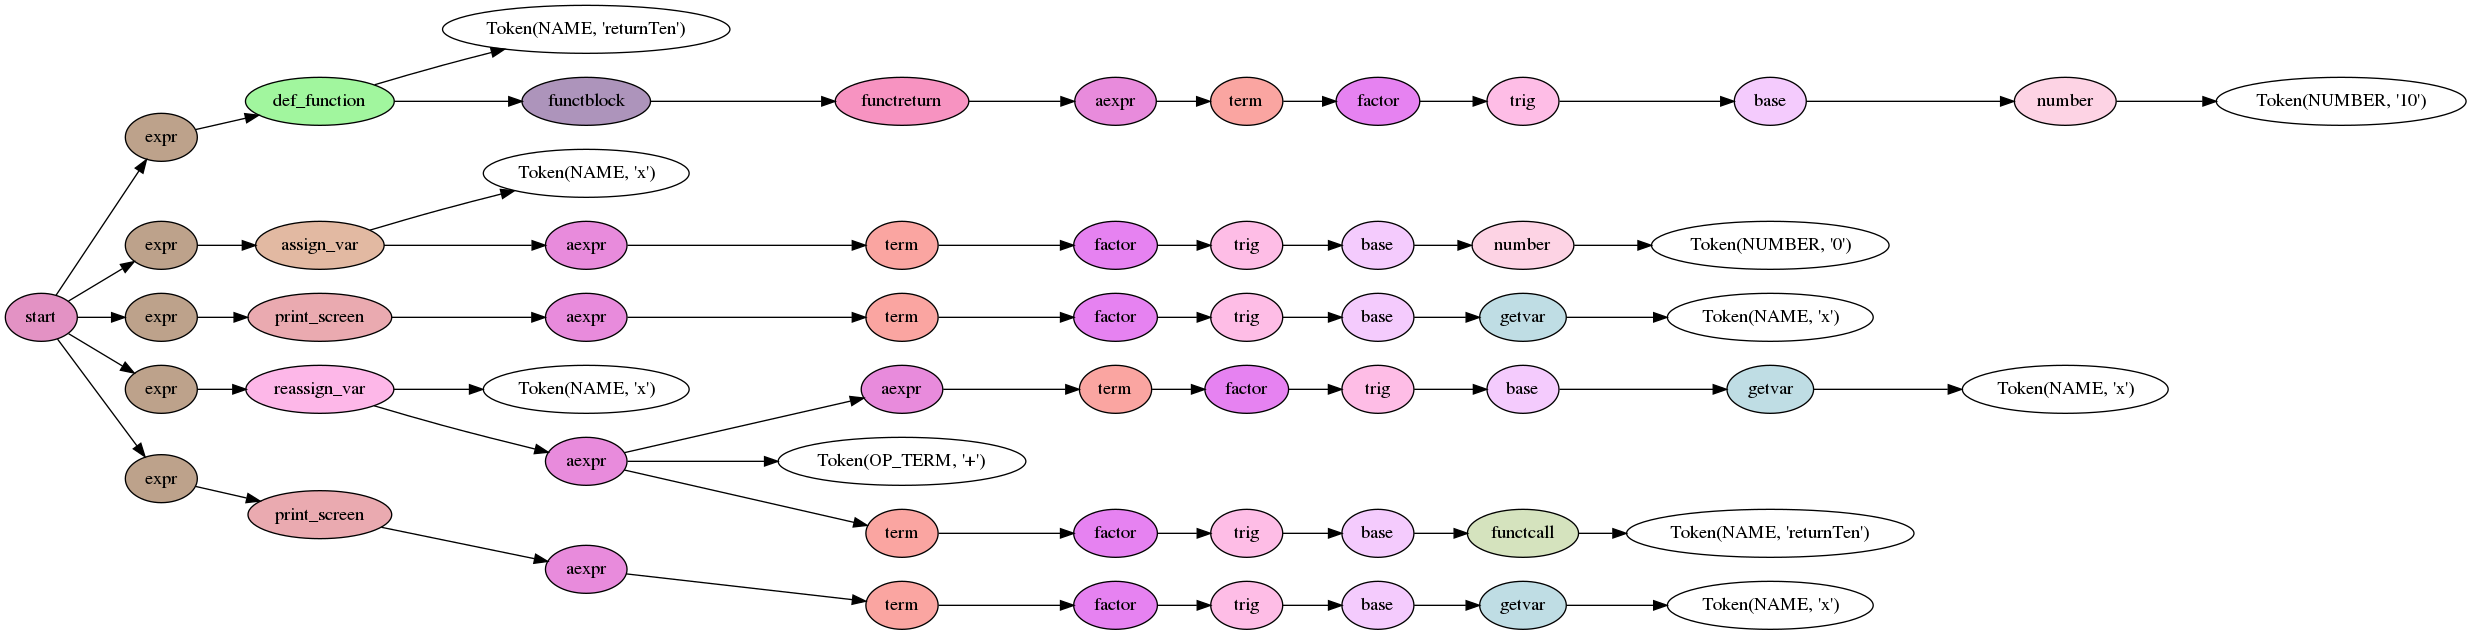 Token(NAME, 'returnTen')
def_function
functblock
functreturn
aexpr
term
factor
trig
base
number
Token(NUMBER, '10')
expr
Token(NAME, 'x')
expr
assign_var
aexpr
term
factor
trig
base
number
Token(NUMBER, '0')
start
expr
print_screen
aexpr
term
factor
trig
base
getvar
Token(NAME, 'x')
expr
reassign_var
Token(NAME, 'x')
aexpr
term
factor
trig
base
getvar
Token(NAME, 'x')
aexpr
Token(OP_TERM, '+')
expr
print_screen
term
factor
trig
base
functcall
Token(NAME, 'returnTen')
aexpr
term
factor
trig
base
getvar
Token(NAME, 'x')